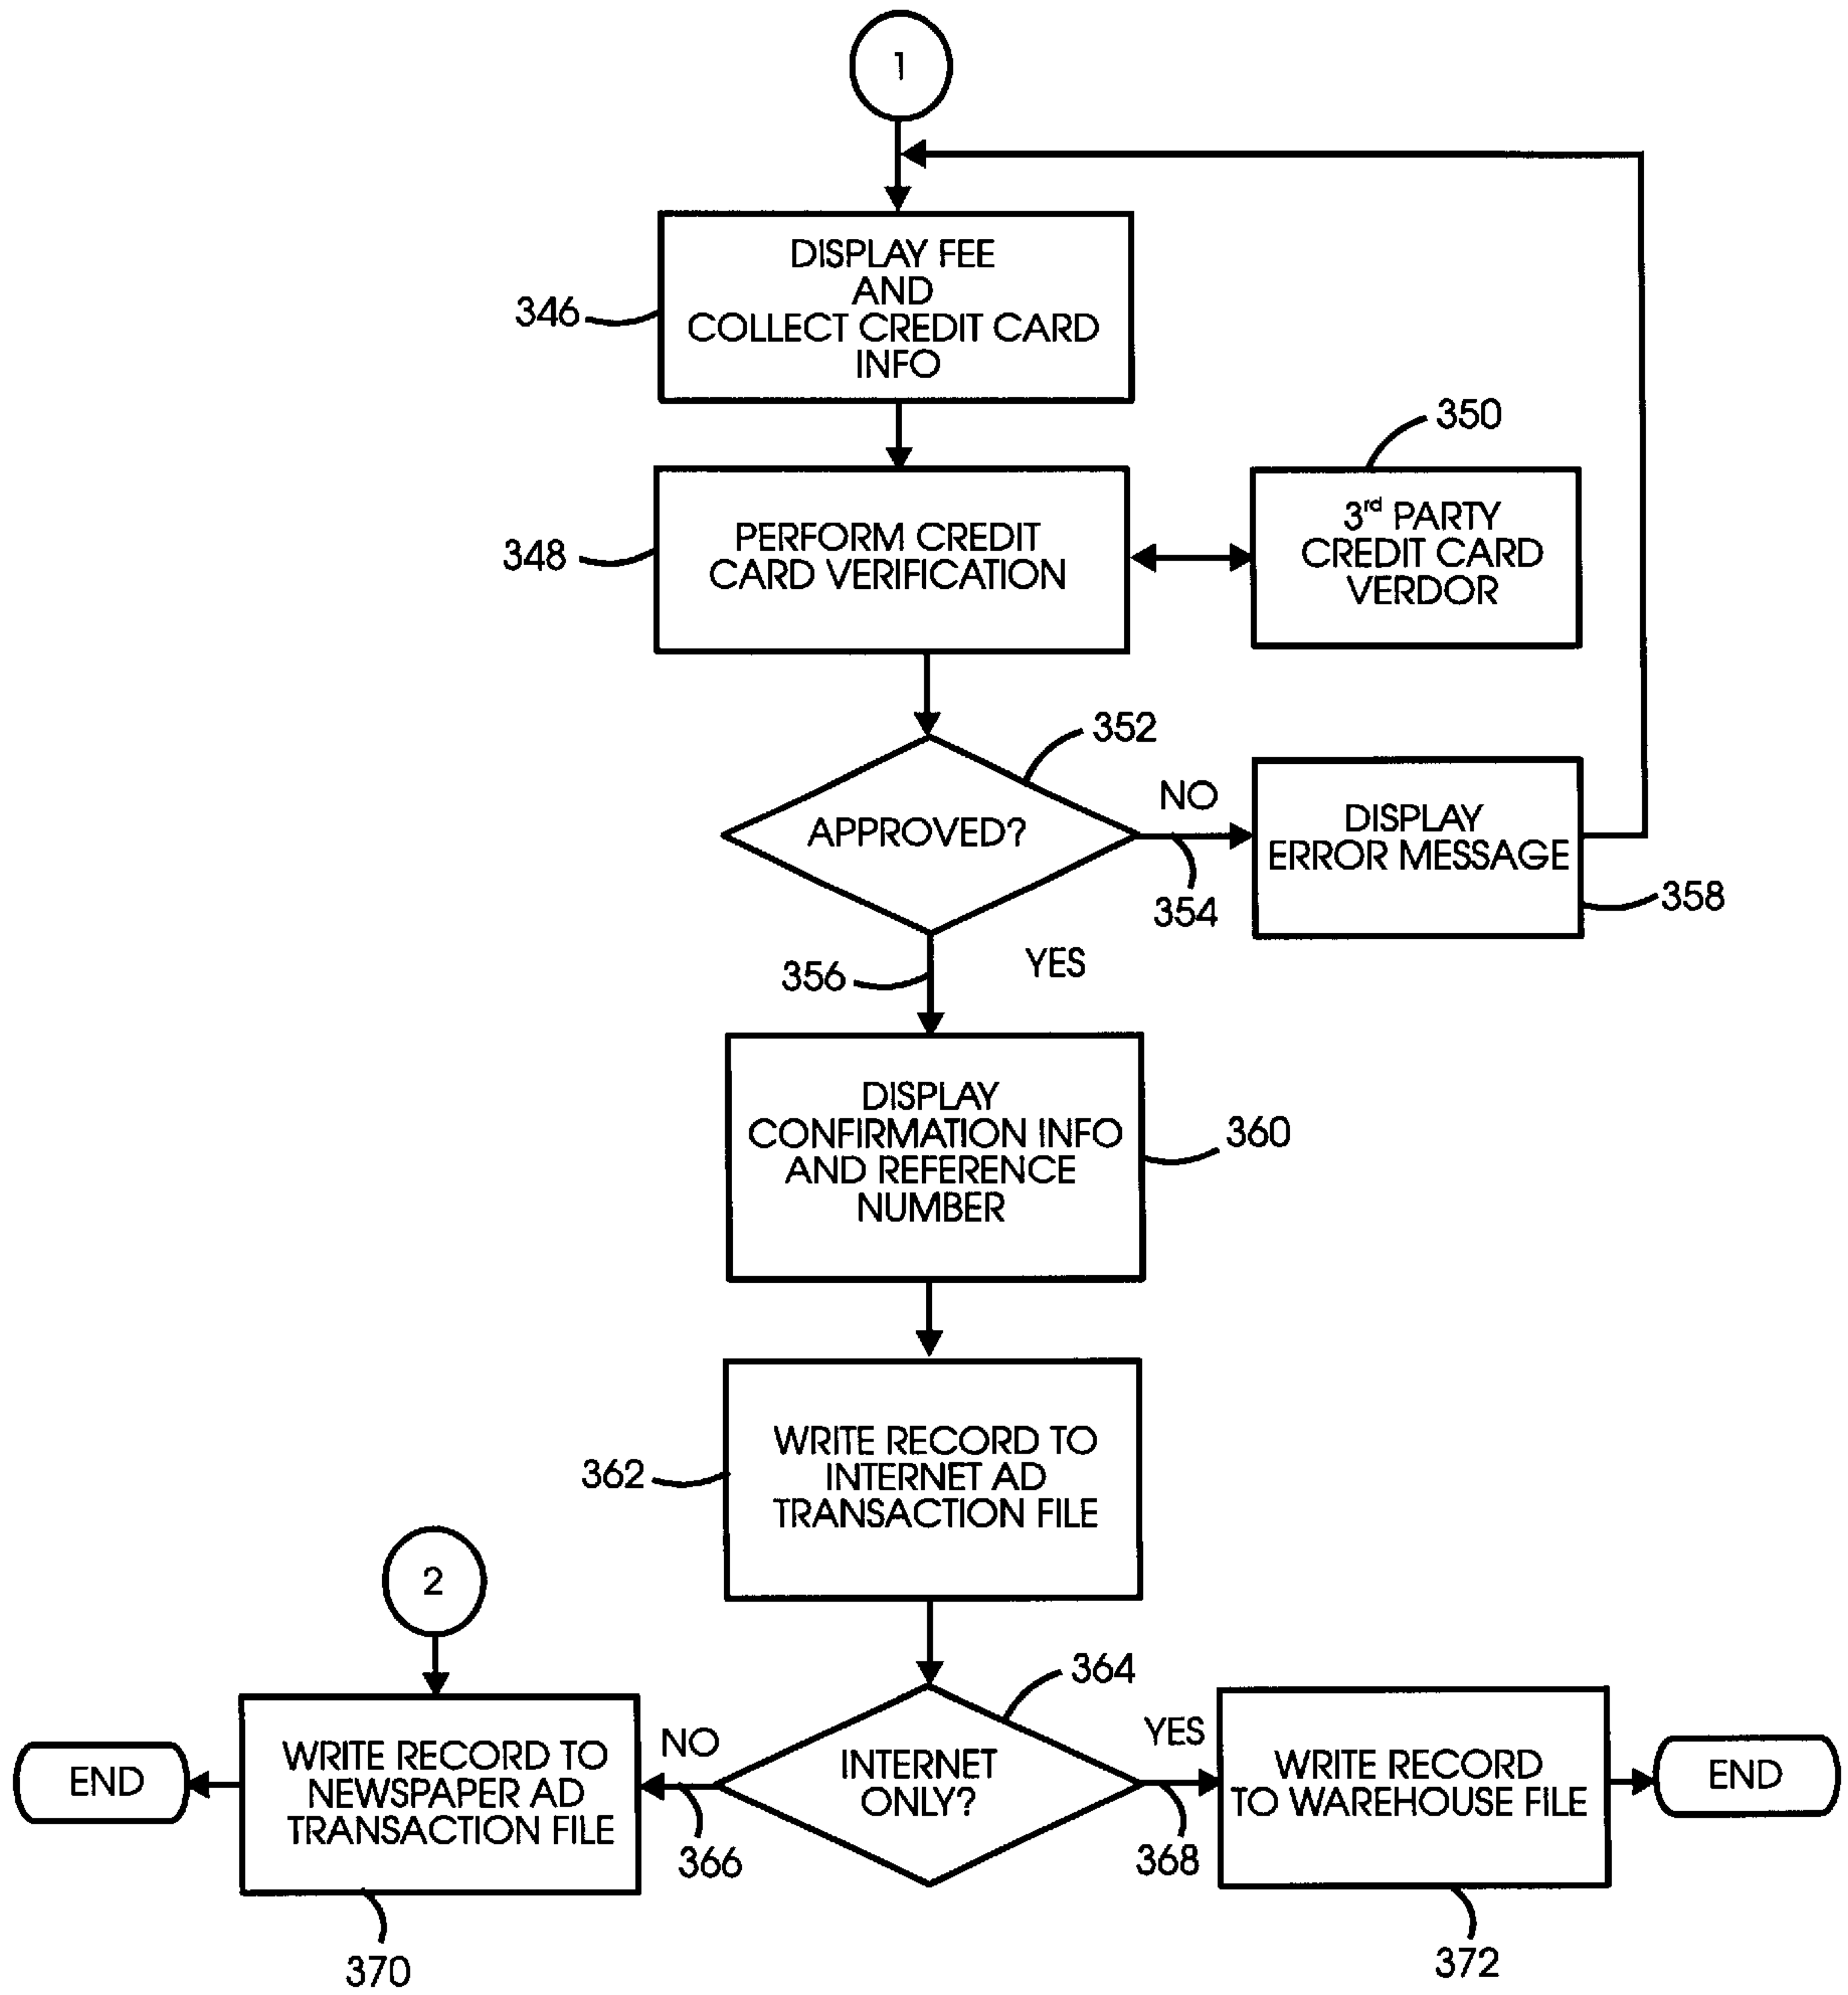 1
DISPLAY FEE
AND
COLLECT CREDIT CARD
INFO
346
350
PERFORM CREDIT
CARD VERIFICATION
348
3rd PARTY
CREDIT CARD
VERDOR
352
APPROVED?
NO
354
DISPLAY
ERROR MESSAGE
358
356
YES
DISPLAY
CONFIRMATION INFO
AND REFERENCE
NUMBER
360
WRITE RECORD TO
INTERNET AD
TRANSACTION FILE
362
2
364
END
WRITE RECORD TO
NEWSPAPER AD
TRANSACTION FILE
NO
366
INTERNET
ONLY?
YES
368
WRITE RECORD
TO WAREHOUSE FILE
END
370
372